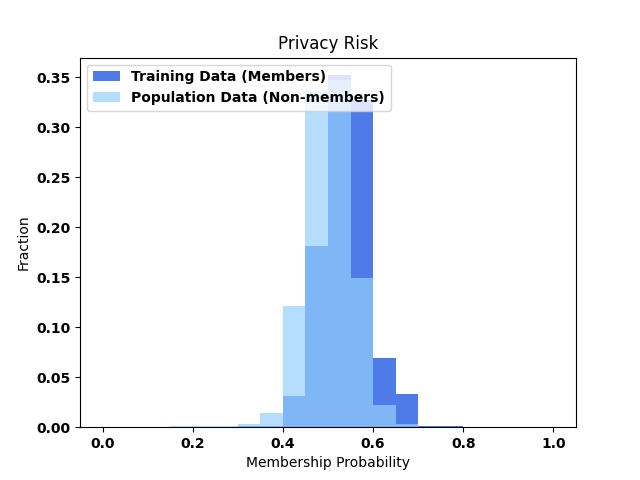 Privacy Risk
Training Data (Members)
Population Data (Non-members)
0.35
0.30
0.25
0.20
0.15
0.10
0.05
0.00
Fraction
0.0 0.2 0.4 0.6 0.8 1.0
Membership Probability